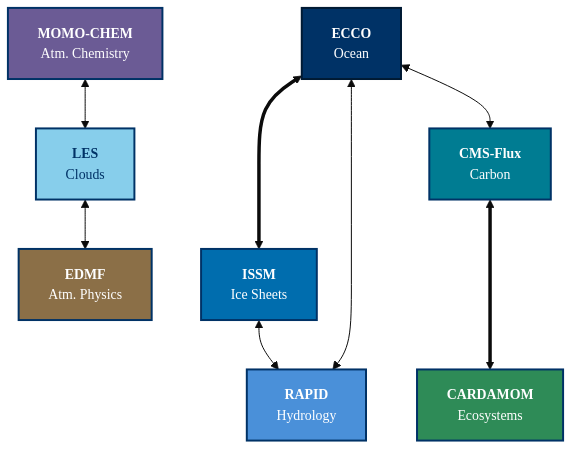 MOMO-CHEM
Atm. Chemistry
ECCO
Ocean
LES
Clouds
CMS-Flux
Carbon
EDMF
Atm. Physics
ISSM
Ice Sheets
RAPID
Hydrology
CARDAMOM
Ecosystems